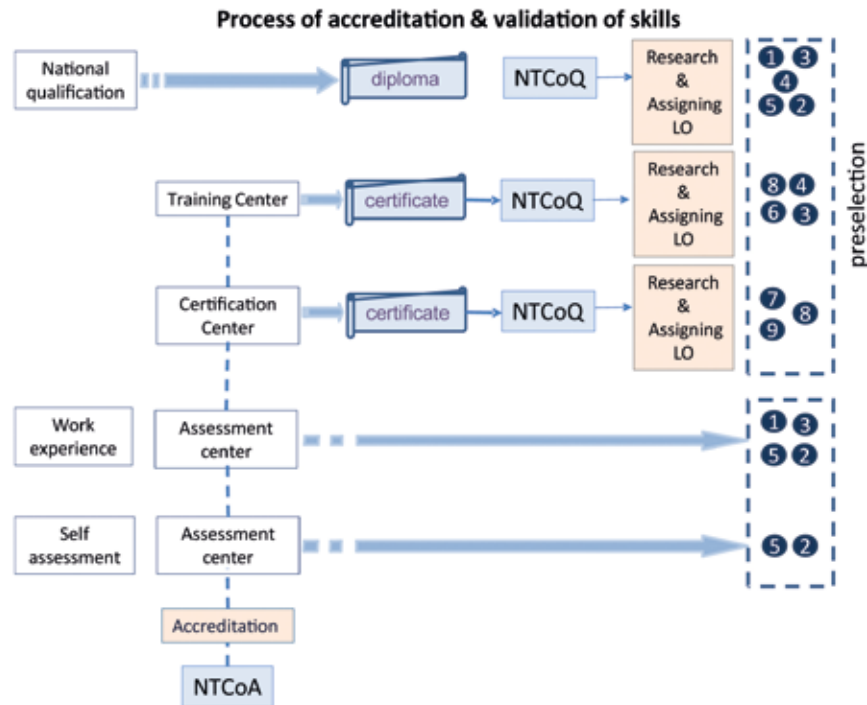 Process of accreditation & validation of skills
National
qualification
diploma
NTCoQ
Research
&
Assigning
LO
1 3
4
5 2
Training Center
certificate
NTCoQ
Research
&
Assigning
LO
8 4
6 3
preselection
Certification
Center
certificate
NTCoQ
Research
&
Assigning
LO
7
8
9
Work
experience
Assessment
center
1 3
5 2
Self
assessment
Assessment
center
5 2
Accreditation
NTCoA